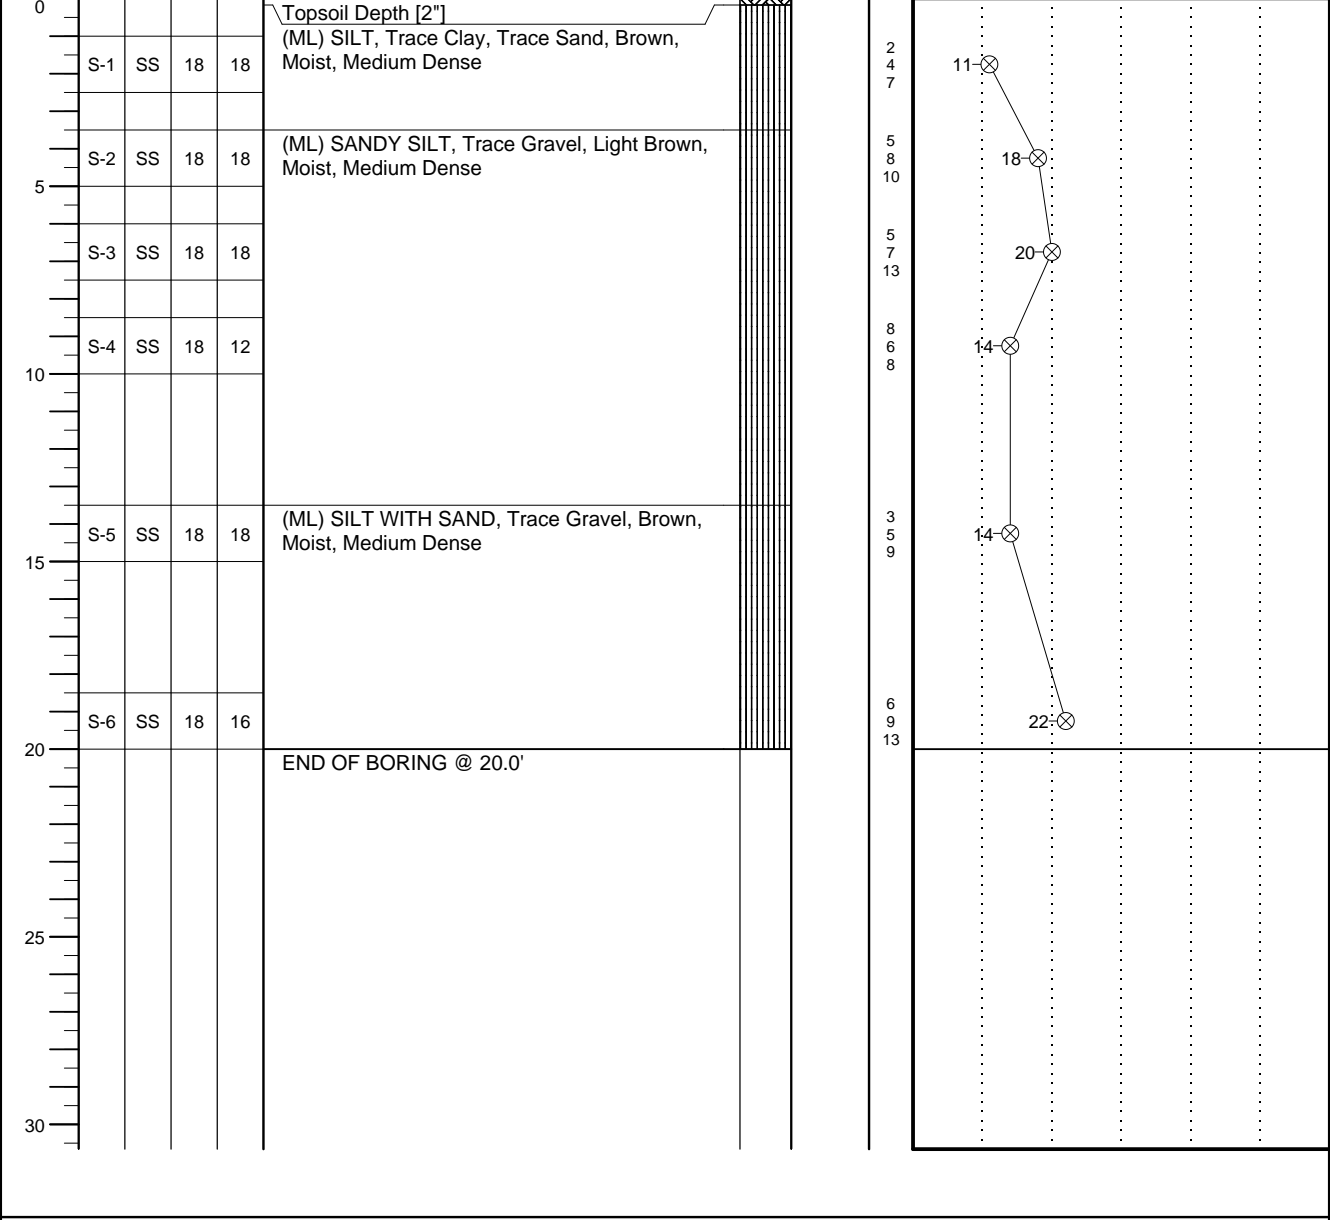 0
Topsoil Depth [2"]
(ML) SILT, Trace Clay, Trace Sand, Brown,
Moist, Medium Dense
S-1 SS 18 18
2
4
7
11
(ML) SANDY SILT, Trace Gravel, Light Brown,
Moist, Medium Dense
S-2 SS 18 18
5
8
10
18
5
S-3 SS 18 18
5
7
13
20
S-4 SS 18 12
8
6
8
14
10
(ML) SILT WITH SAND, Trace Gravel, Brown,
Moist, Medium Dense
S-5 SS 18 18
3
5
9
14
15
S-6 SS 18 16
6
9
13
22
20
END OF BORING @ 20.0'
25
30